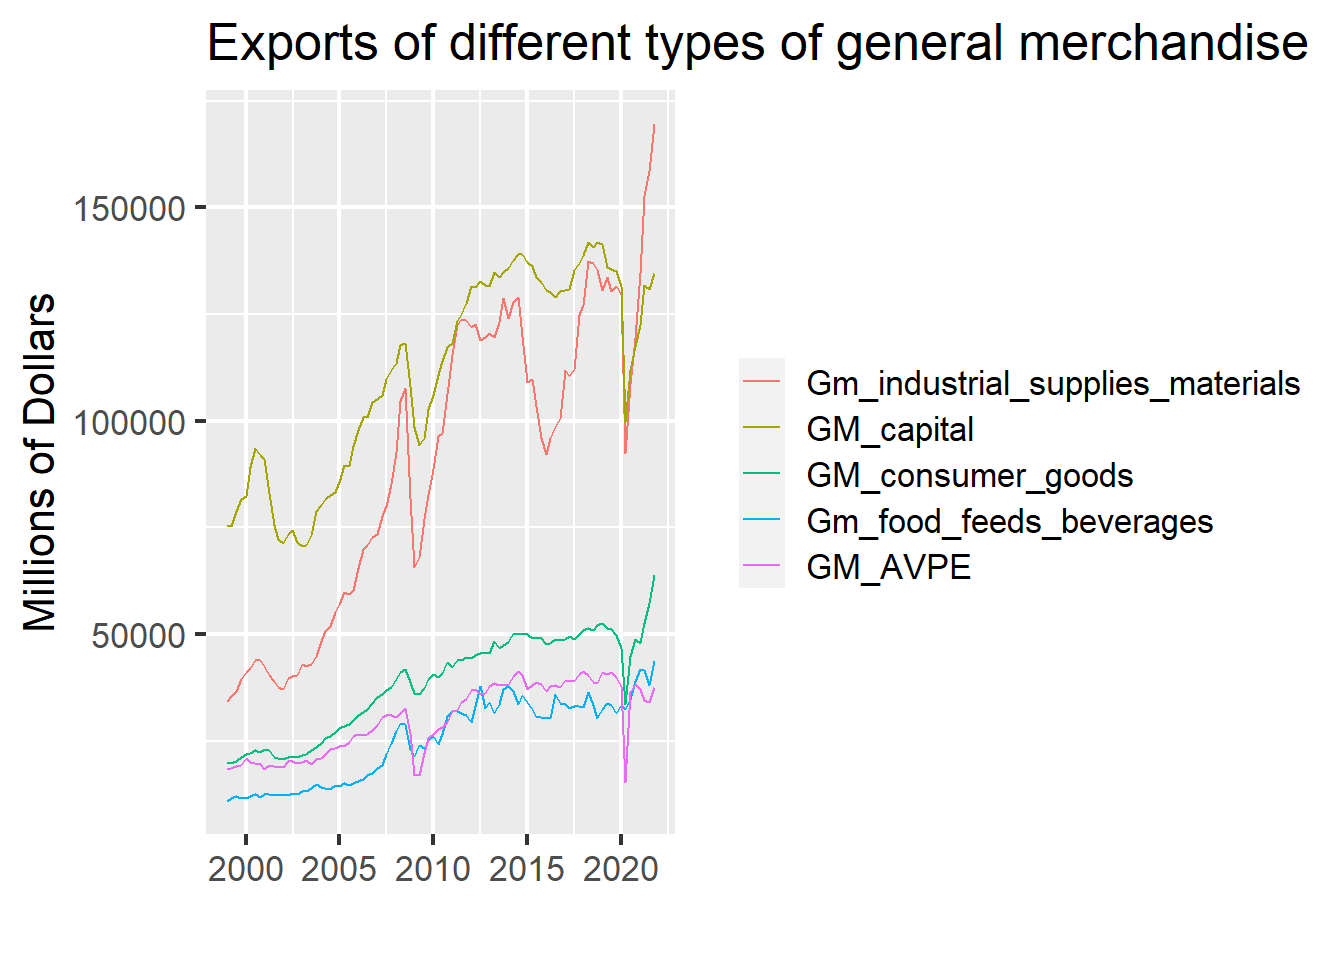 Exports of different types of general merchandise
Millions of Dollars
150000
100000
50000
2000 2005 2010 2015 2020
Gm_industrial_supplies_materials
GM_capital
GM_consumer_goods
Gm_food_feeds_beverages
GM_AVPE